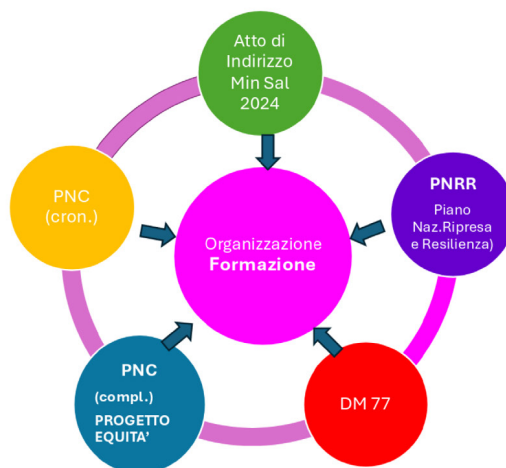 Atto di
Indirizzo
Min Sal
2024
PNRR
Piano
Naz.Ripresa
e Resilienza)
DM 77
PNC
(compl.)
PROGETTO
EQUITA’
PNC
(cron.)
Organizzazione
Formazione